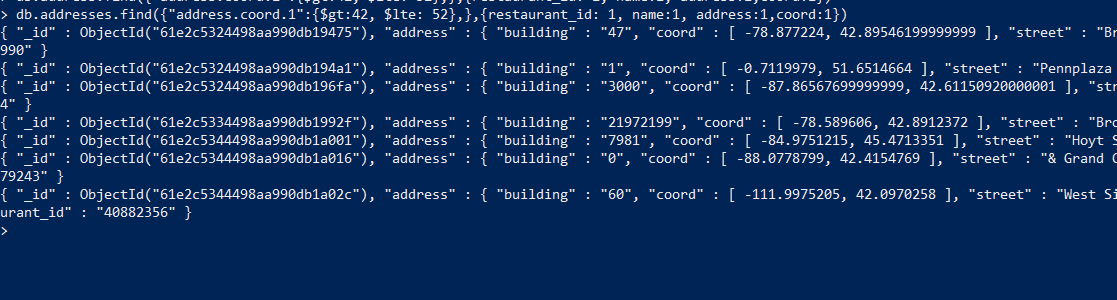 > db.addresses.find({"address.coord.1":{$gt:42, $lte: 52},},{restaurant_id: 1, name:1, address:1,coord:1})
{ "_id" : ObjectId("61e2c5324498aa990db19475"), "address" : { "building" : "47", "coord" : [ -78.877224, 42.89546199999999 ], "street" : "Br
990" }
{ "_id" : ObjectId("61e2c5324498aa990db194a1"), "address" : { "building" : "1", "coord" : [ -0.7119979, 51.6514664 ], "street" : "Pennplaza
{ "_id" : ObjectId("61e2c5324498aa990db196fa"), "address" : { "building" : "3000", "coord" : [ -87.86567699999999, 42.61150920000001 ], "str
4" }
{ "_id" : ObjectId("61e2c5334498aa990db1992f"), "address" : { "building" : "21972199", "coord" : [ -78.589606, 42.8912372 ], "street" : "Bro
{ "_id" : ObjectId("61e2c5344498aa990db1a001"), "address" : { "building" : "7981", "coord" : [ -84.9751215, 45.4713351 ], "street" : "Hoyt S
{ "_id" : ObjectId("61e2c5344498aa990db1a016"), "address" : { "building" : "0", "coord" : [ -88.0778799, 42.4154769 ], "street" : "& Grand C
79243" }
{ "_id" : ObjectId("61e2c5344498aa990db1a02c"), "address" : { "building" : "60", "coord" : [ -111.9975205, 42.0970258 ], "street" : "West Si
urant_id" : "40882356" }
>